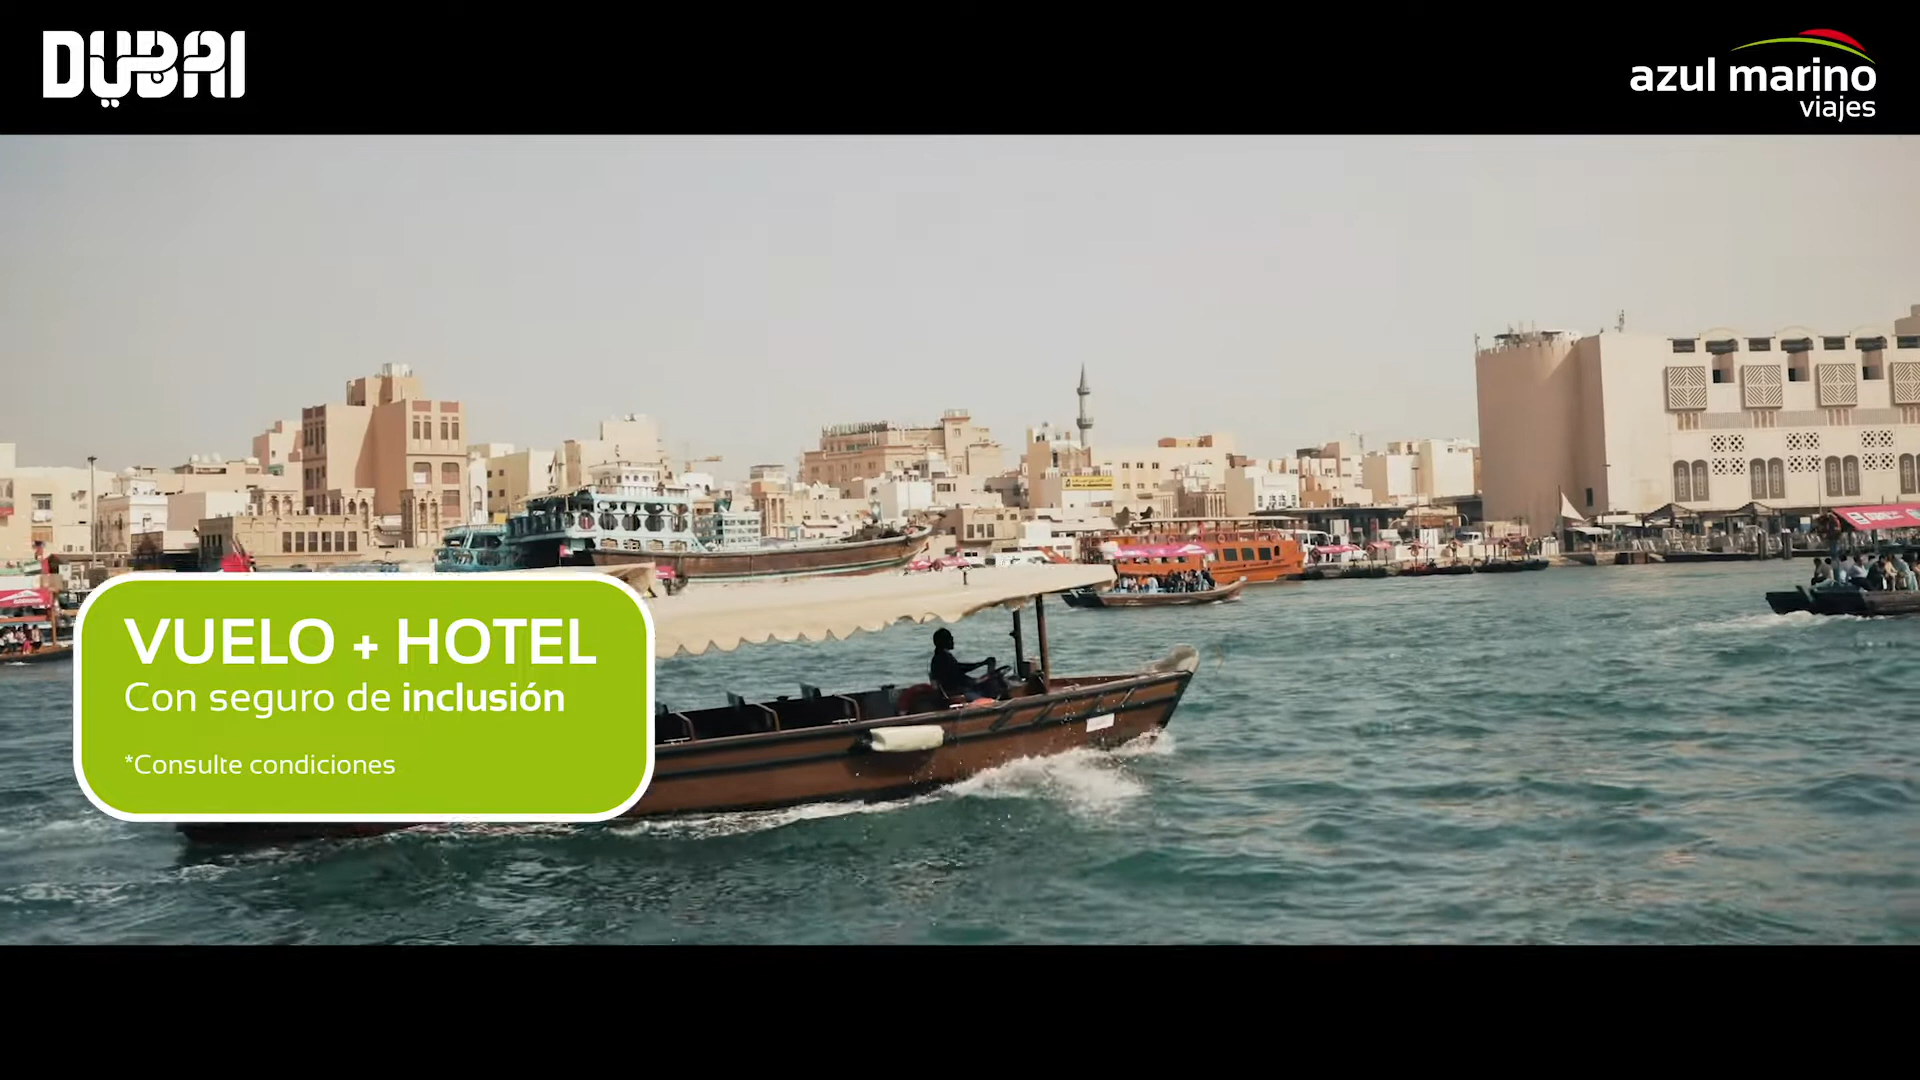 DUBAI
azul marino
viajes
VUELO + HOTEL
Con seguro de inclusión
*Consulte condiciones